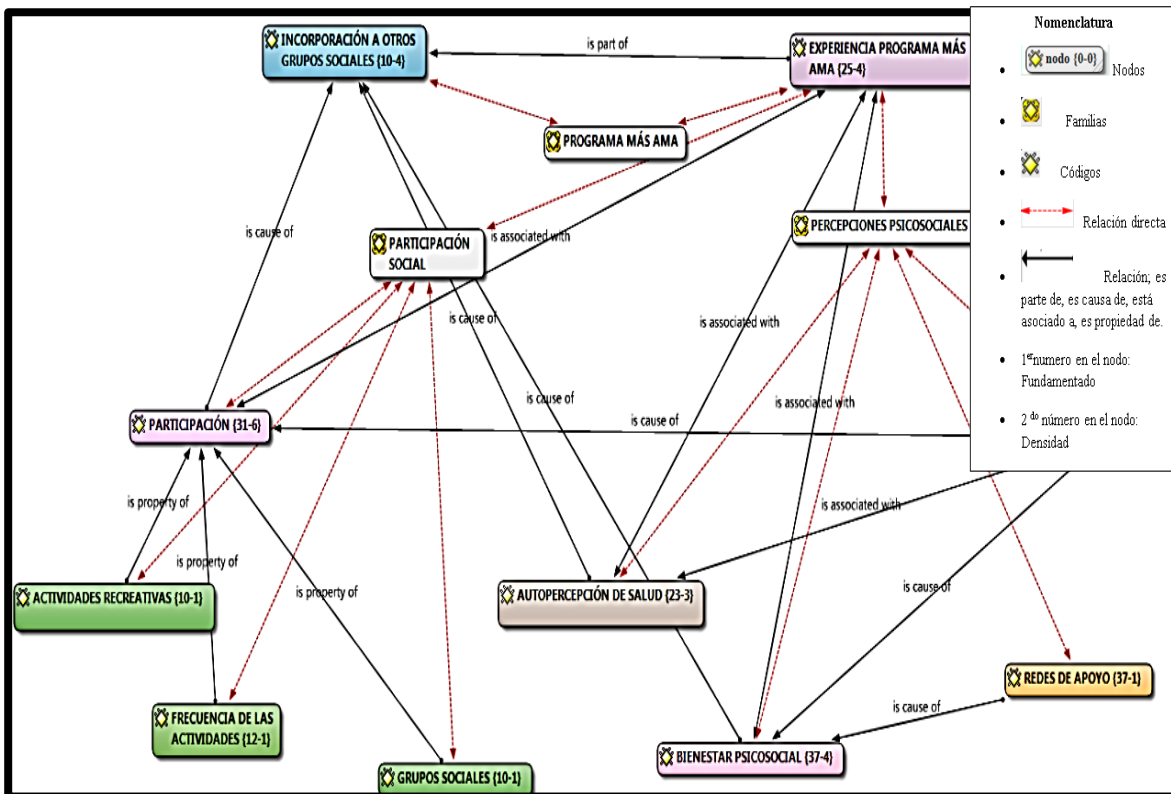 INCORPORACIÓN A OTROS
GRUPOS SOCIALES {10-4}
is part of
EXPERIENCIA PROGRAMA MÁS
AMA {25-4}
PROGRAMA MÁS AMA
is cause of
is associated with
PARTICIPACIÓN
SOCIAL
PERCEPCIONES PSICOSOCIALES
is cause of
is associated with
is cause of
is associated with
PARTICIPACIÓN {31-6}
is cause of
is associated with
is property of
is property of
is property of
ACTIVIDADES RECREATIVAS {10-1}
AUTOPERCEPCIÓN DE SALUD {23-3}
is cause of
REDES DE APOYO {37-1}
FRECUENCIA DE LAS
ACTIVIDADES {12-1}
is cause of
BIENESTAR PSICOSOCIAL {37-4}
GRUPOS SOCIALES {10-1}
Nomenclatura
nodo {0-0} Nodos
Familias
Códigos
Relación directa
Relación; es
parte de, es causa de, está
asociado a, es propiedad de.
1er numero en el nodo:
Fundamentado
2 do número en el nodo:
Densidad